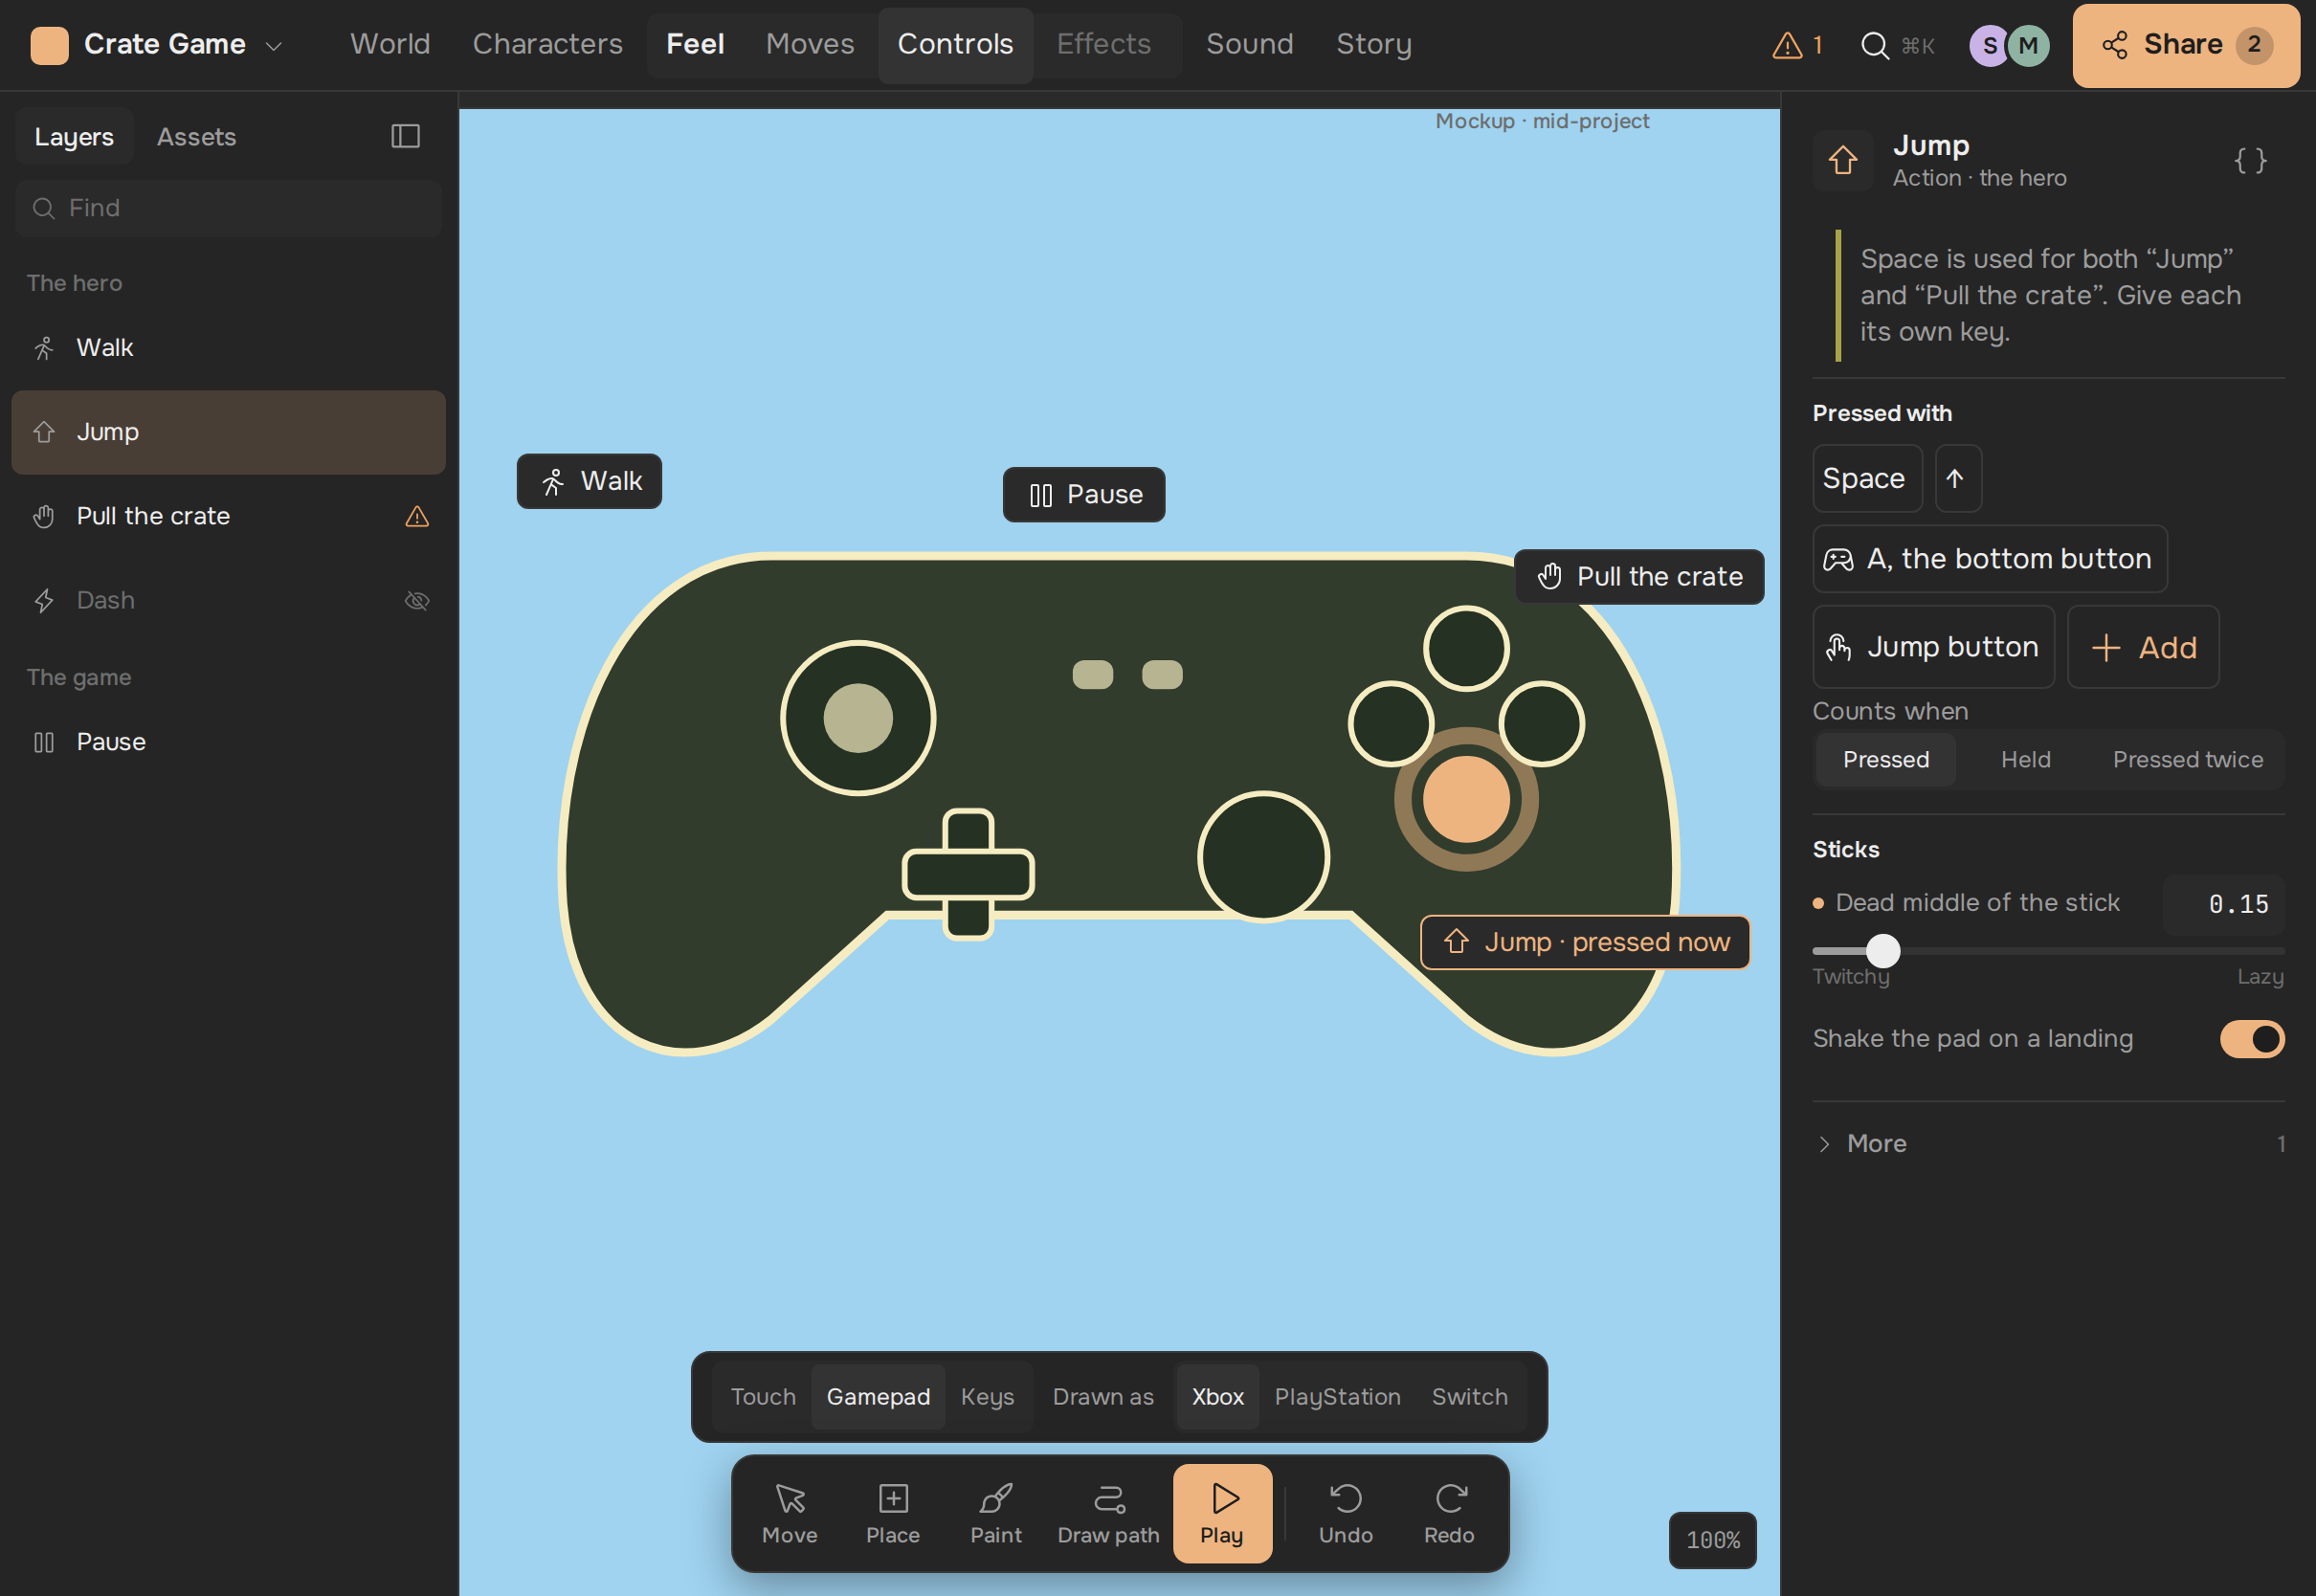 Crate Game
World
Characters
Feel
Moves
Controls
Effects
Sound
Story
1
⌘K
S
M
Share
2
Layers
Assets
Find
The hero
Walk
Jump
Pull the crate
Dash
The game
Pause
Mockup · mid-project
Walk
Pause
Pull the crate
Jump · pressed now
Touch
Gamepad
Keys
Drawn as
Xbox
PlayStation
Switch
Move
Place
Paint
Draw path
Play
Undo
Redo
100%
Jump
Action · the hero
{ }
Space is used for both “Jump”
and “Pull the crate”. Give each
its own key.
Pressed with
Space
↑
A, the bottom button
Jump button
Add
Counts when
Pressed
Held
Pressed twice
Sticks
Dead middle of the stick
0.15
Twitchy
Lazy
Shake the pad on a landing
More
1